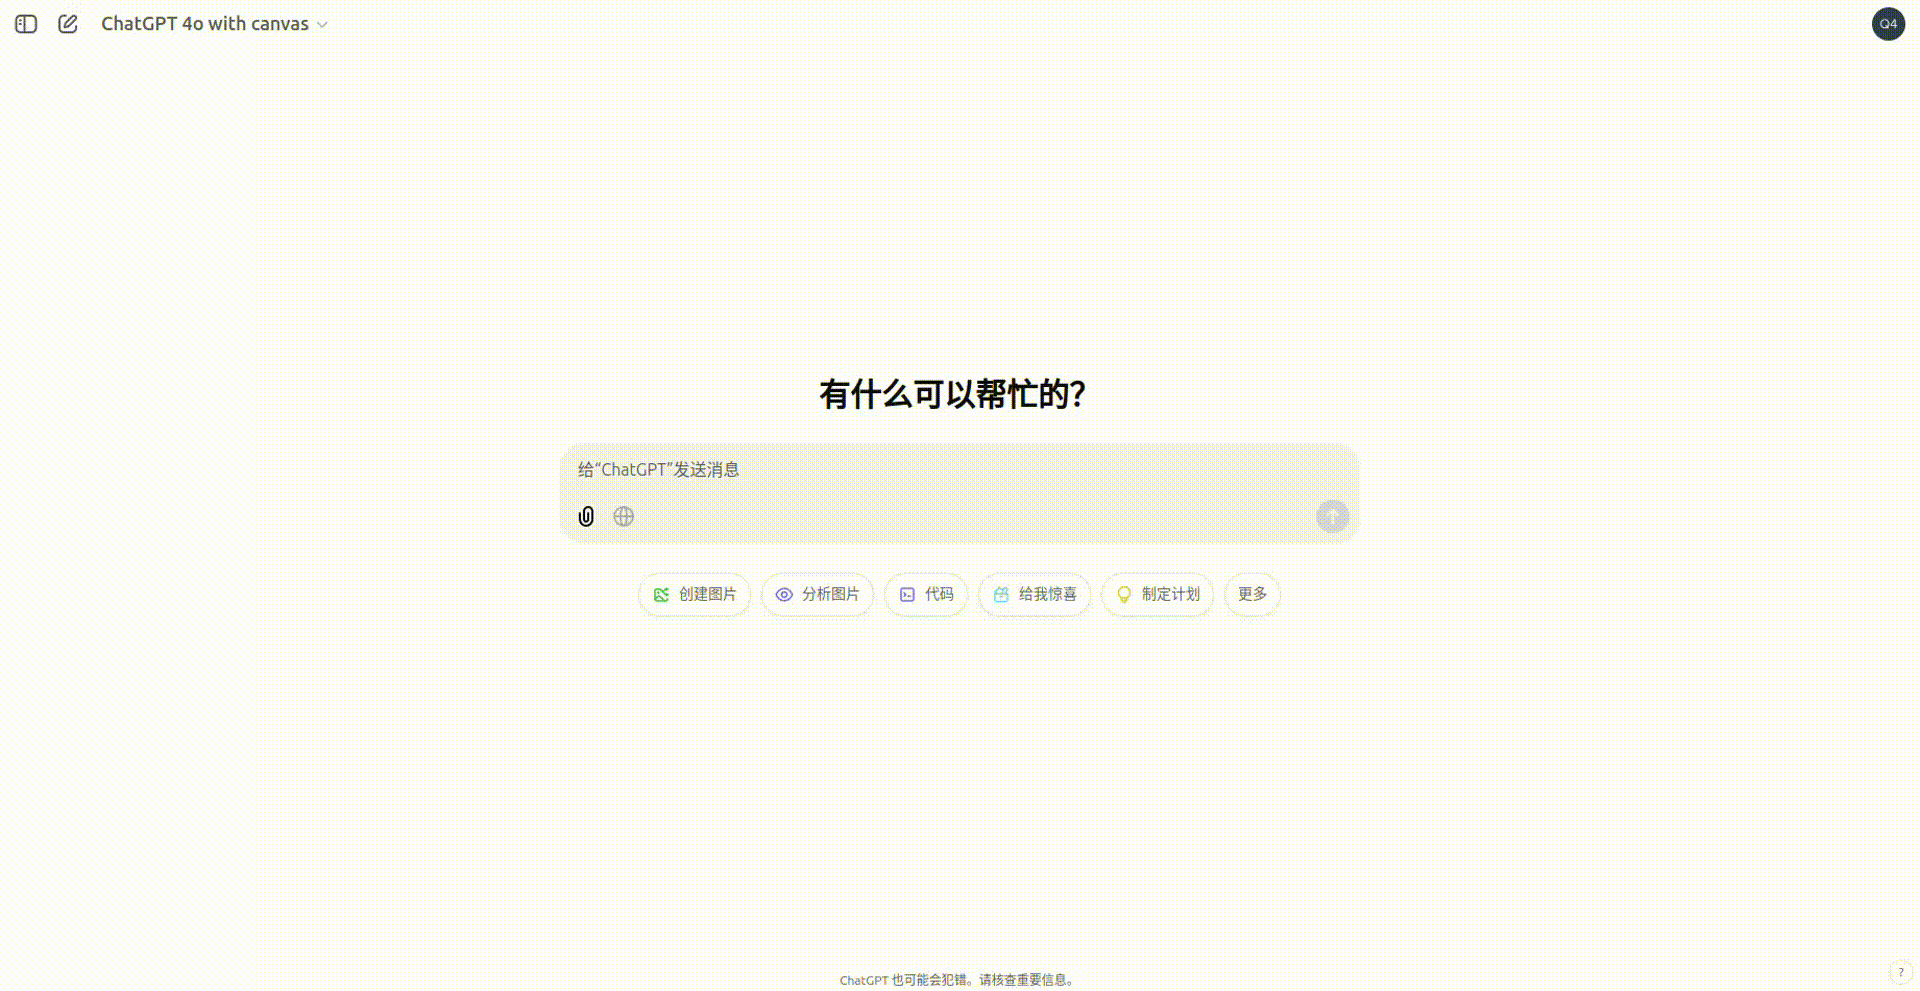 ChatGPT 4o with canvas
Q4
有什么可以帮忙的？
给“ChatGPT”发送消息
创建图片
分析图片
代码
给我惊喜
制定计划
更多
ChatGPT 也可能会犯错。请核查重要信息。
?